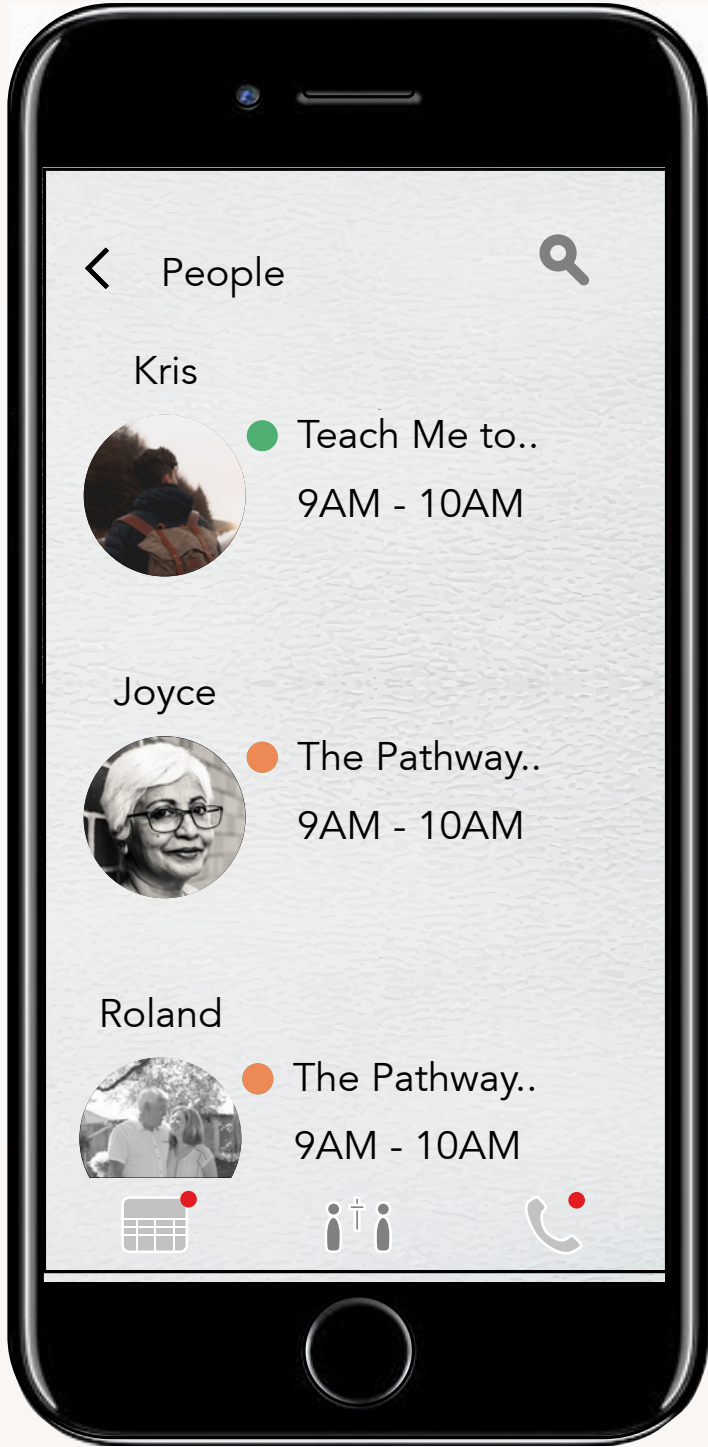 People
Kris
Teach Me to..
9AM - 10AM
Joyce
The Pathway..
9AM - 10AM
Roland
The Pathway..
9AM - 10AM